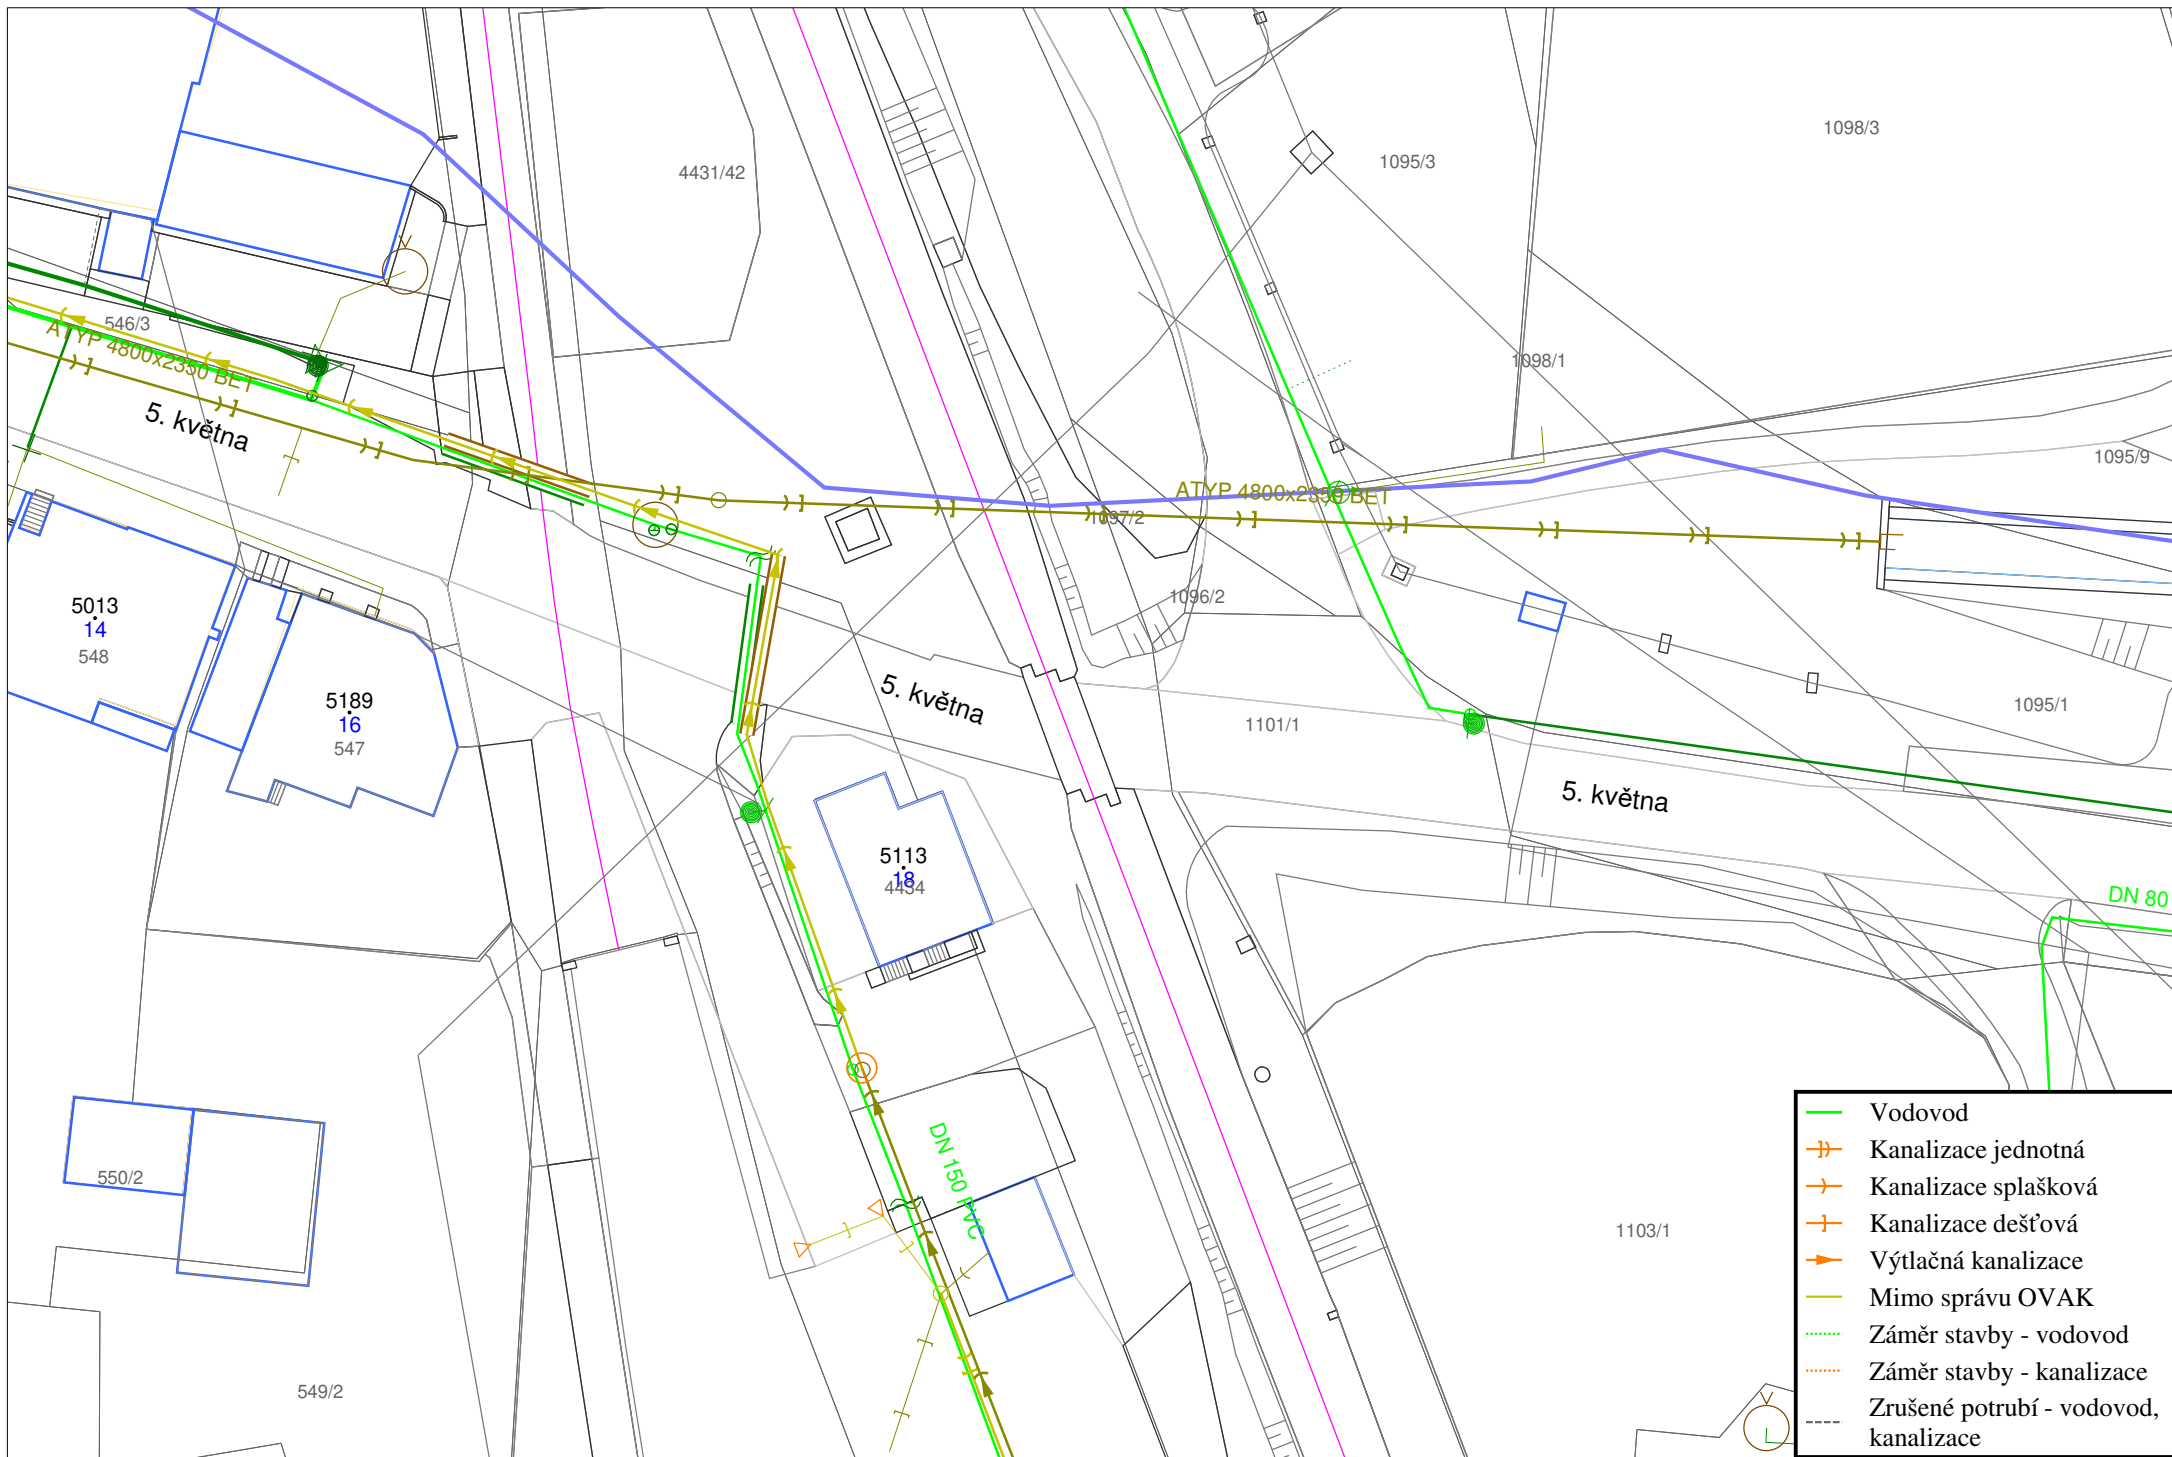 1098/3
1095/3
4431/42
546/3
ATYP 4800x2350 BET
5. května
1098/1
1095/9
ATYP 4800x2350 BET
1097/2
1096/2
5013
14
548
5189
16
547
5. května
1101/1
1095/1
5. května
5113
18
4434
DN 80
DN 150 PVC
550/2
1103/1
549/2
Vodovod
Kanalizace jednotná
Kanalizace splašková
Kanalizace dešťová
Výtlačná kanalizace
Mimo správu OVAK
Záměr stavby - vodovod
Záměr stavby - kanalizace
Zrušené potrubí - vodovod,
kanalizace